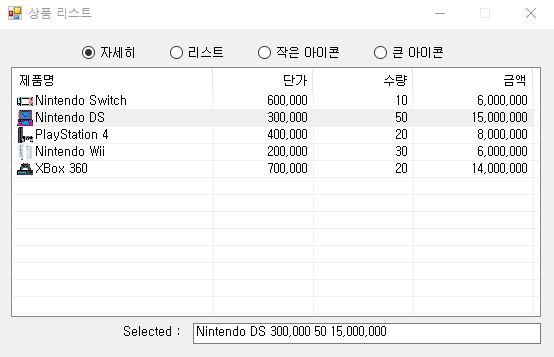 상품 리스트
자세히 리스트 작은 아이콘 큰 아이콘
제품명 단가 수량 금액
Nintendo Switch 600,000 10 6,000,000
Nintendo DS 300,000 50 15,000,000
PlayStation 4 400,000 20 8,000,000
Nintendo Wii 200,000 30 6,000,000
XBox 360 700,000 20 14,000,000
Selected : Nintendo DS 300,000 50 15,000,000